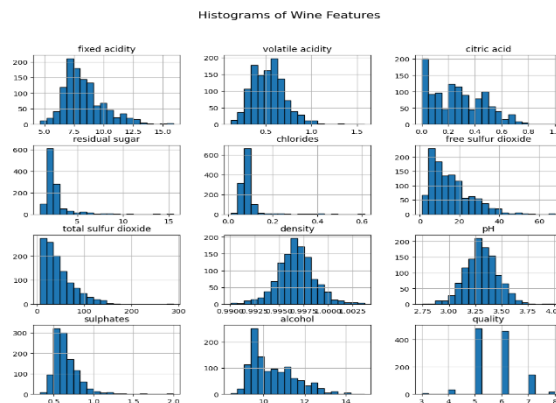 Histograms of Wine Features
fixed acidity volatile acidity citric acid
200 150 100 50 0
200 150 100 50 0
200 150 100 50 0
5.0 7.5 10.0 12.5 15.0
0.5 1.0 1.5
0.0 0.2 0.4 0.6 0.8
residual sugar chlorides free sulfur dioxide
600 400 200 0
600 400 200 0
200 150 100 50 0
5 10 15
0.0 0.2 0.4 0.6
20 40 60
total sulfur dioxide density pH
200 100 0
200 150 100 50 0
200 150 100 50 0
0 100 200 300
0.9900 0.9925 0.9950 0.9975 1.0000 1.0025
2.75 3.00 3.25 3.50 3.75
sulphates alcohol quality
300 200 100 0
200 100 0
400 200 0
0.5 1.0 1.5 2.0
10 12 14
3 4 5 6 7 8